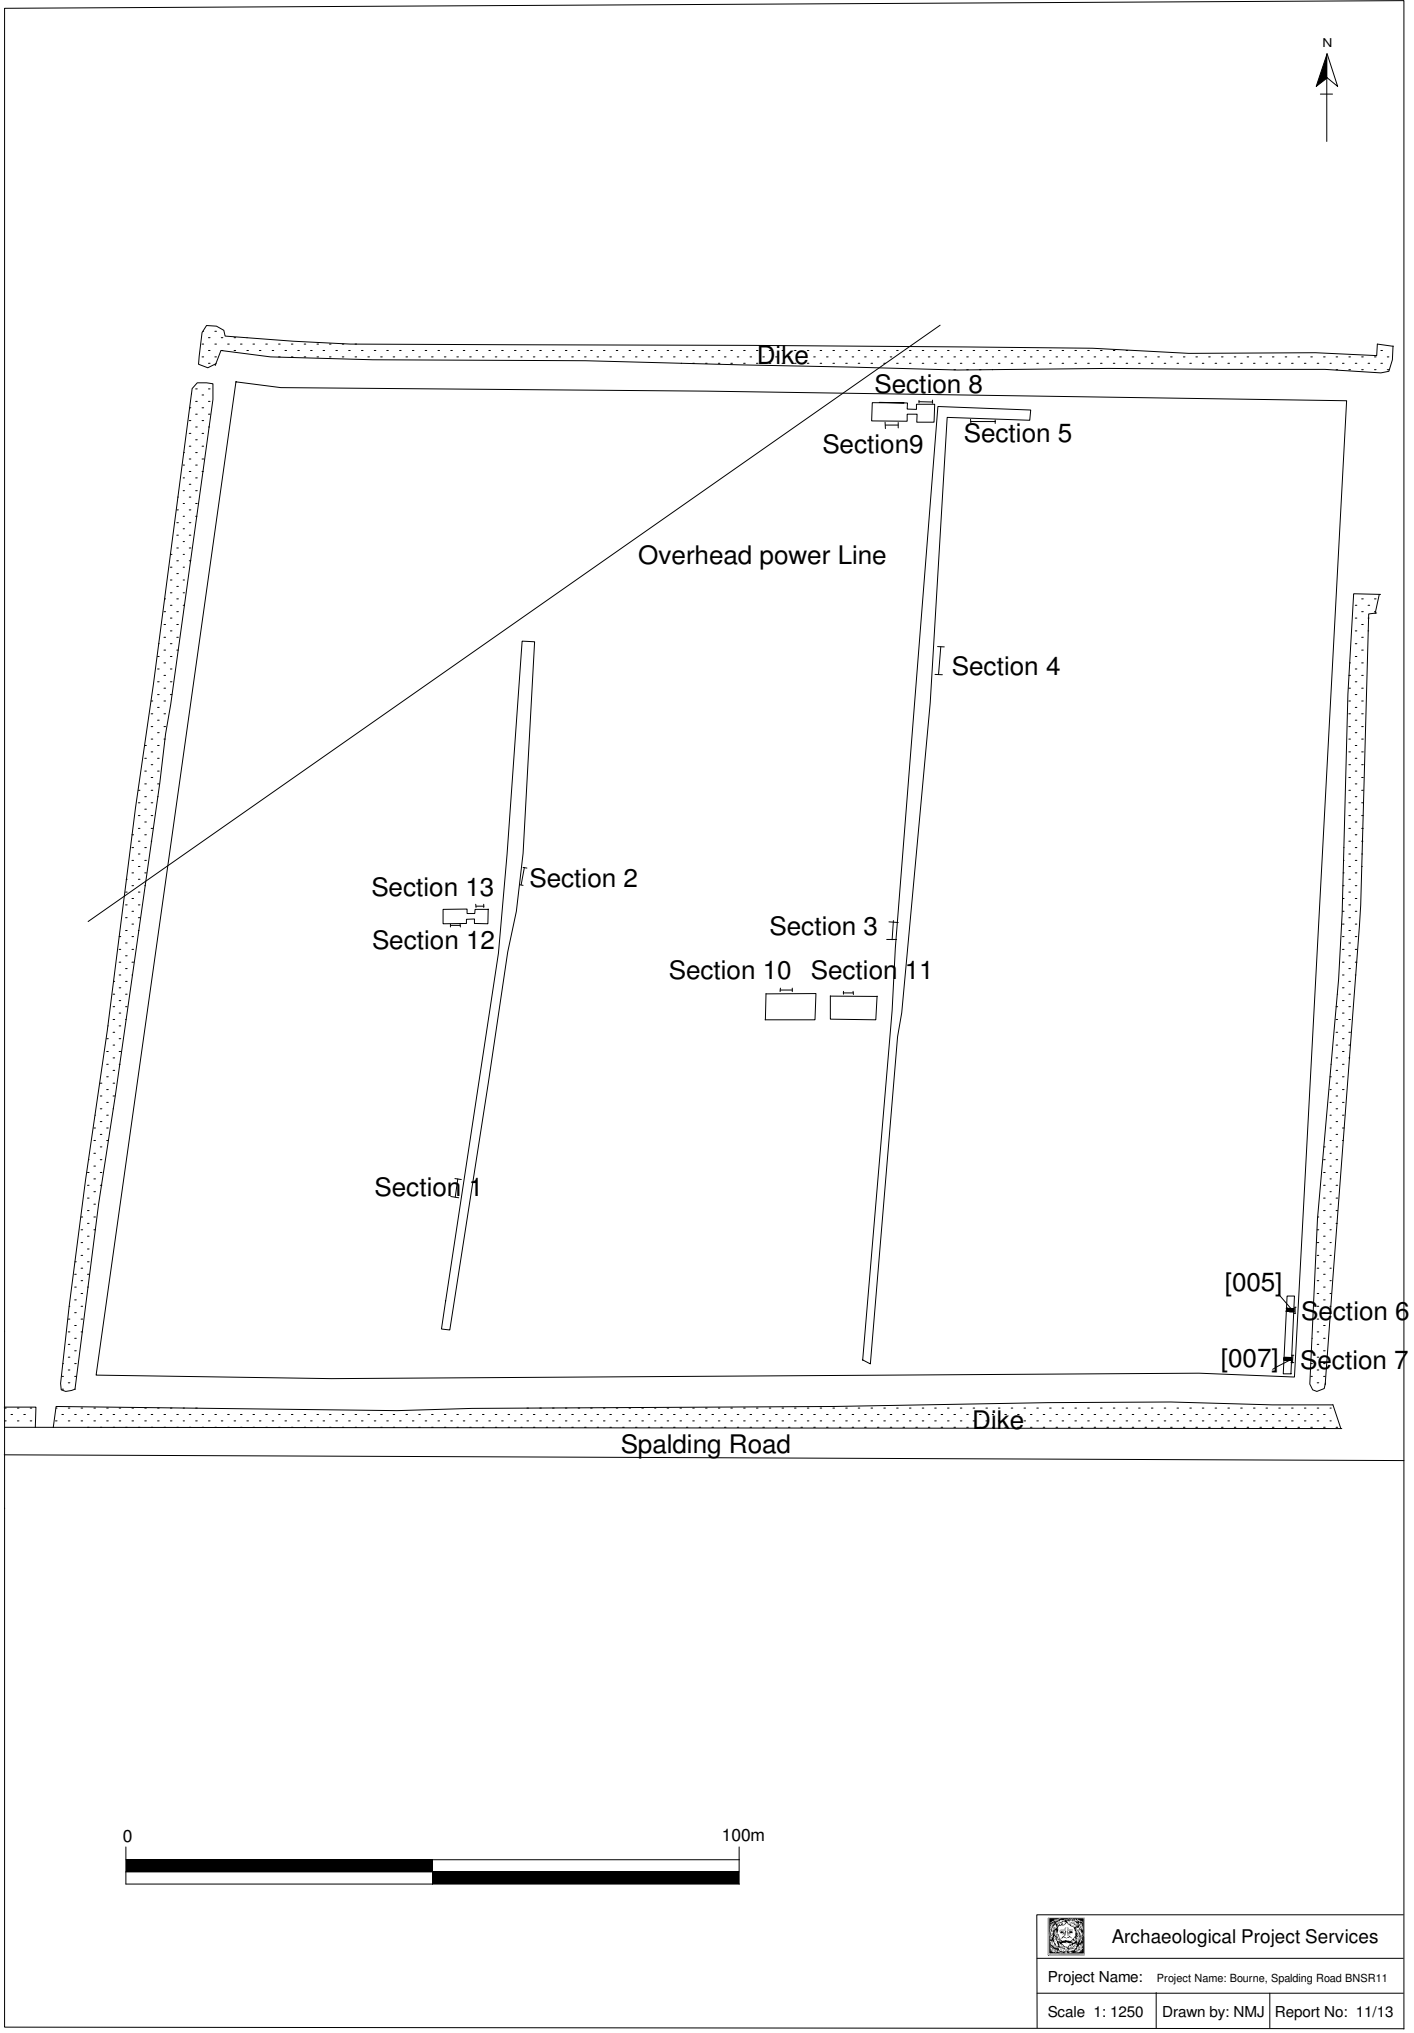 N
Dike
Section 8
Section9
Section 5
Overhead power Line
Section 4
Section 13
Section 2
Section 12
Section 3
Section 10
Section 11
Section 1
[005]
Section 6
[007]
Section 7
Dike
Spalding Road
0
100m
Archaeological Project Services
Project Name: Project Name: Bourne, Spalding Road BNSR11
Scale 1: 1250
Drawn by: NMJ
Report No: 11/13